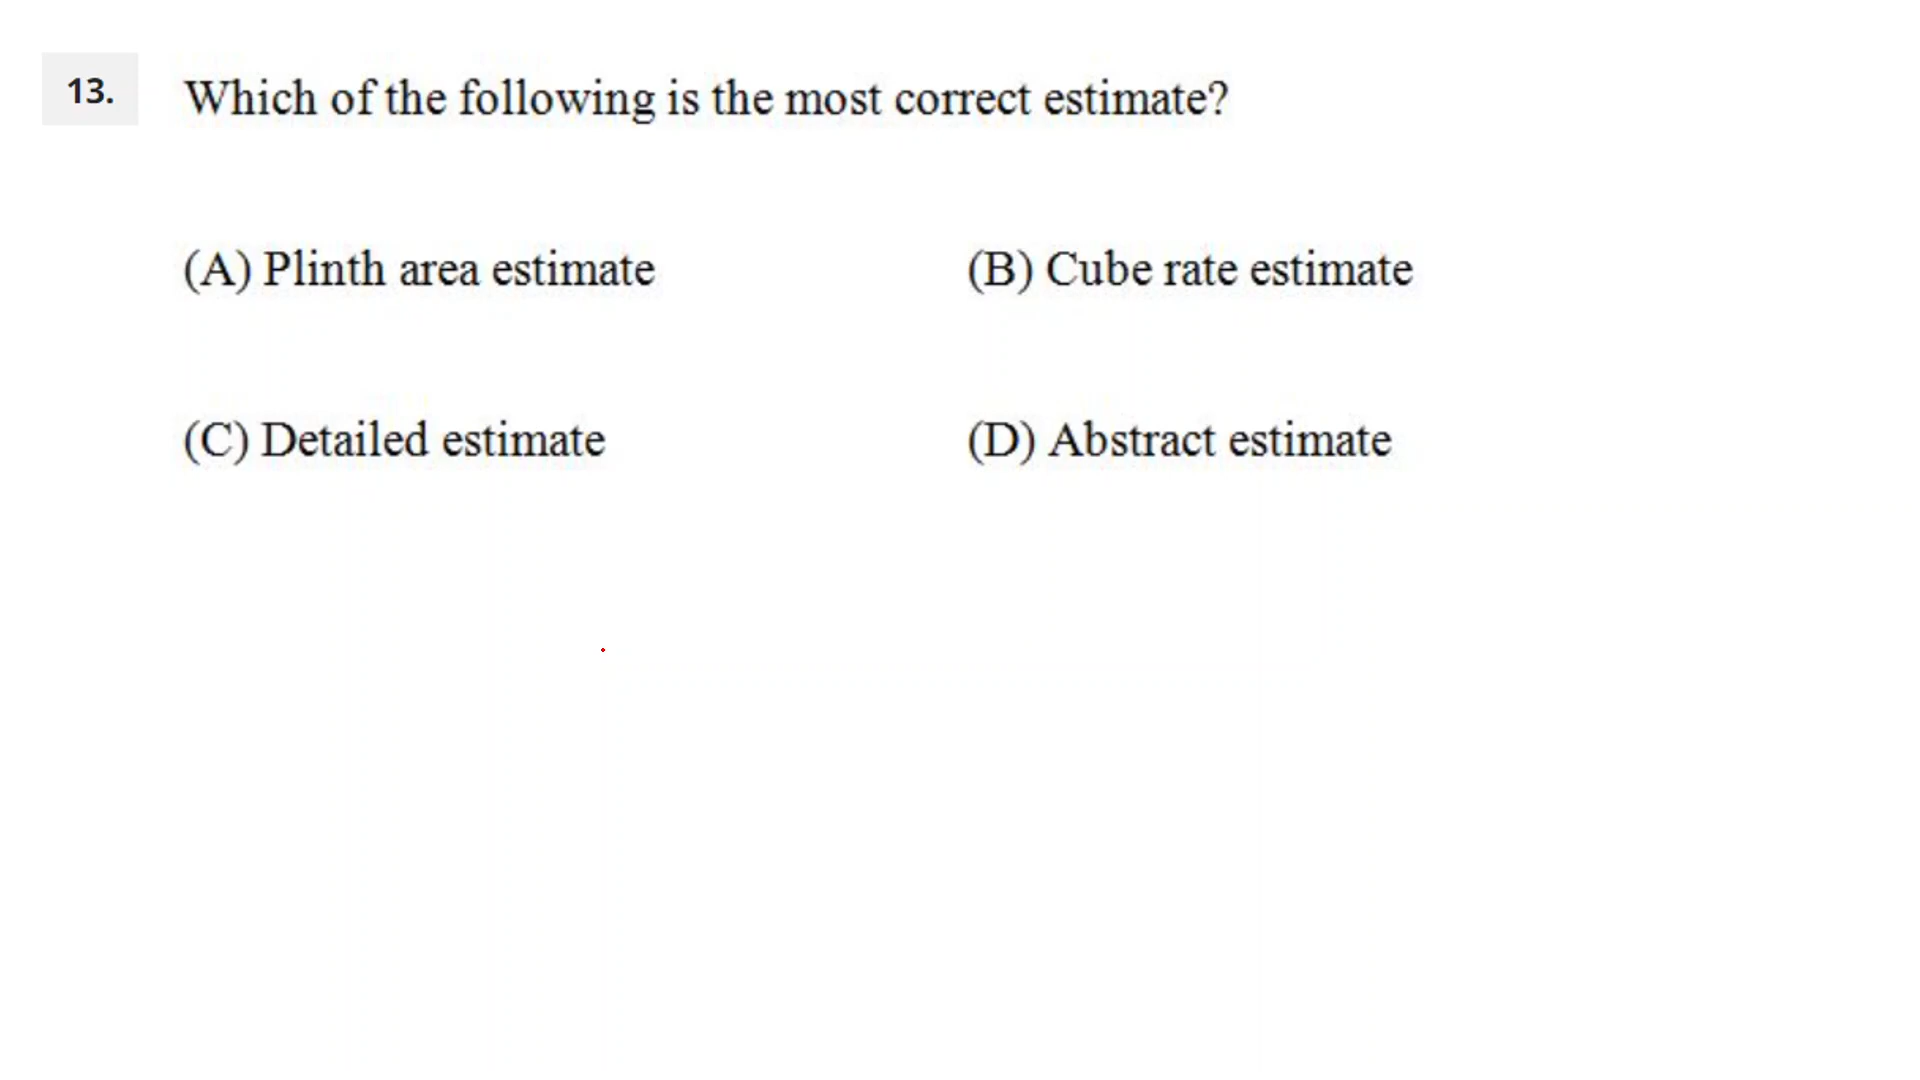 13. Which of the following is the most correct estimate?
(A) Plinth area estimate (B) Cube rate estimate
(C) Detailed estimate (D) Abstract estimate